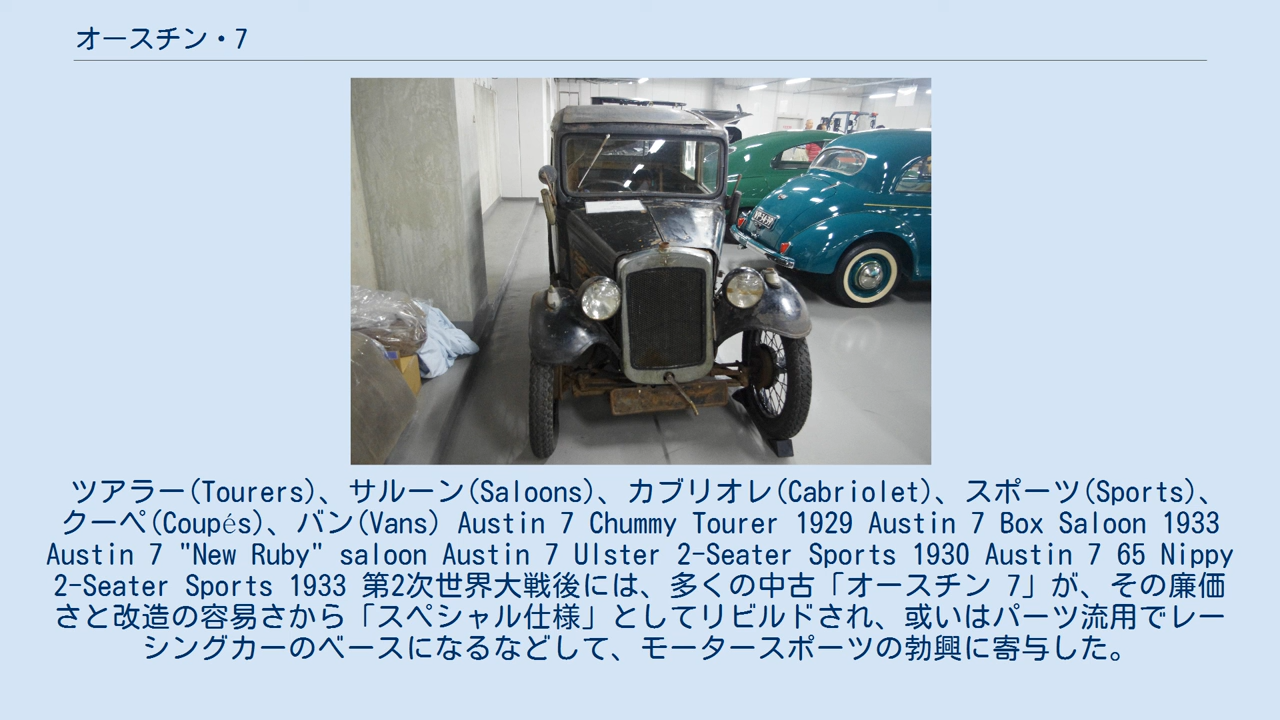 オースチン・7
ツアラー(Tourers)、サルーン(Saloons)、カブリオレ(Cabriolet)、スポーツ(Sports)、
クーペ(Coupés)、バン(Vans) Austin 7 Chummy Tourer 1929 Austin 7 Box Saloon 1933
Austin 7 "New Ruby" saloon Austin 7 Ulster 2-Seater Sports 1930 Austin 7 65 Nippy
2-Seater Sports 1933 第2次世界大戦後には、多くの中古「オースチン 7」が、その廉価
さと改造の容易さから「スペシャル仕様」としてリビルドされ、或いはパーツ流用でレー
シングカーのベースになるなどして、モータースポーツの勃興に寄与した。